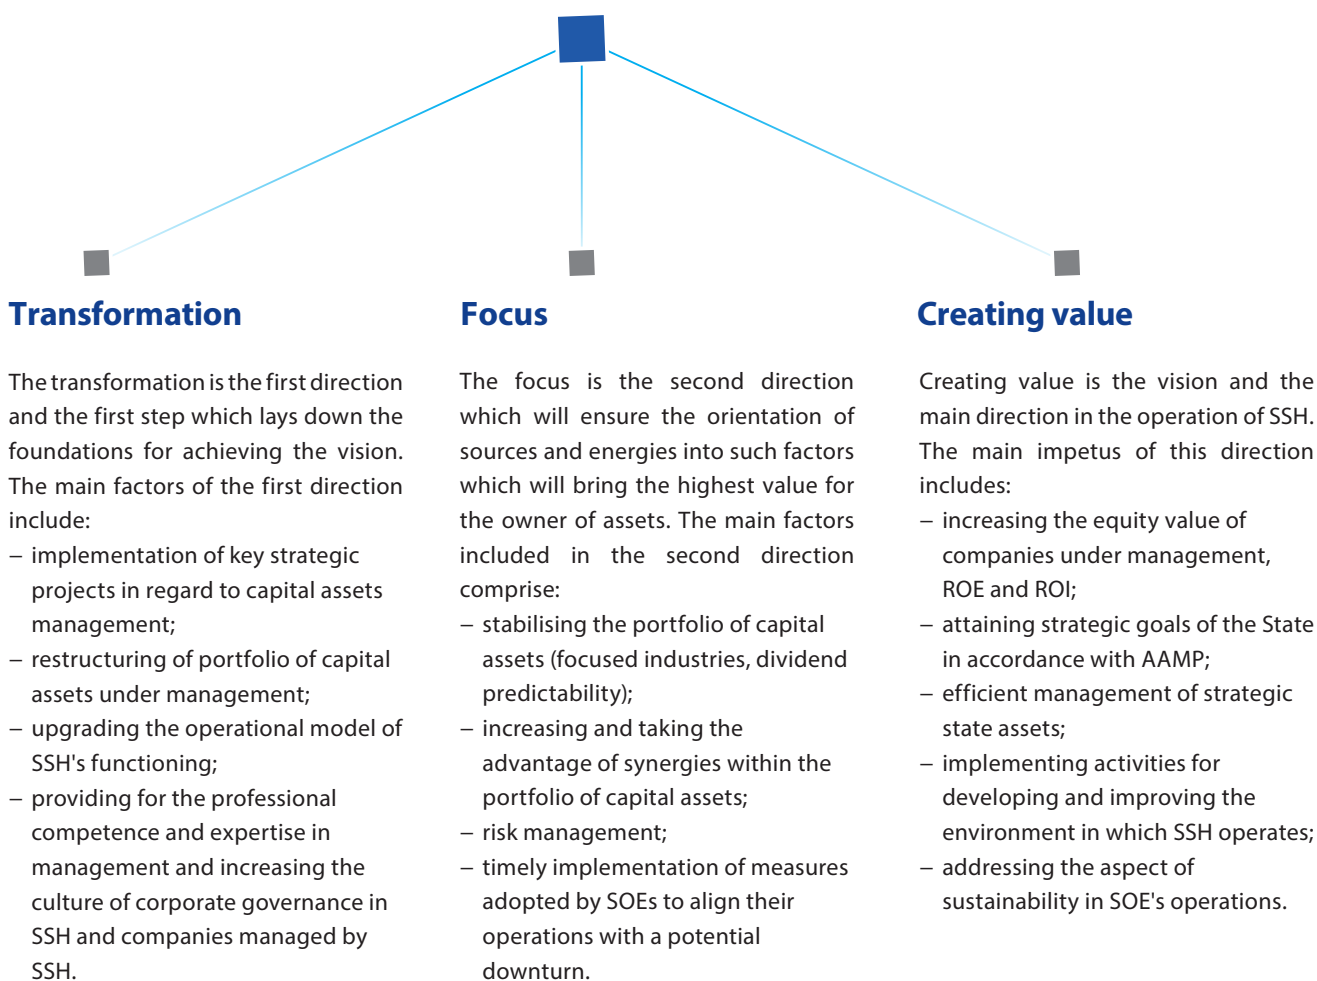 Transformation
The transformation is the first direction
and the first step which lays down the
foundations for achieving the vision.
The main factors of the first direction
include:
– implementation of key strategic
projects in regard to capital assets
management;
– restructuring of portfolio of capital
assets under management;
– upgrading the operational model of
SSH's functioning;
– providing for the professional
competence and expertise in
management and increasing the
culture of corporate governance in
SSH and companies managed by
SSH.
Focus
The focus is the second direction
which will ensure the orientation of
sources and energies into such factors
which will bring the highest value for
the owner of assets. The main factors
included in the second direction
comprise:
– stabilising the portfolio of capital
assets (focused industries, dividend
predictability);
– increasing and taking the
advantage of synergies within the
portfolio of capital assets;
– risk management;
– timely implementation of measures
adopted by SOEs to align their
operations with a potential
downturn.
Creating value
Creating value is the vision and the
main direction in the operation of SSH.
The main impetus of this direction
includes:
– increasing the equity value of
companies under management,
ROE and ROI;
– attaining strategic goals of the State
in accordance with AAMP;
– efficient management of strategic
state assets;
– implementing activities for
developing and improving the
environment in which SSH operates;
– addressing the aspect of
sustainability in SOE's operations.